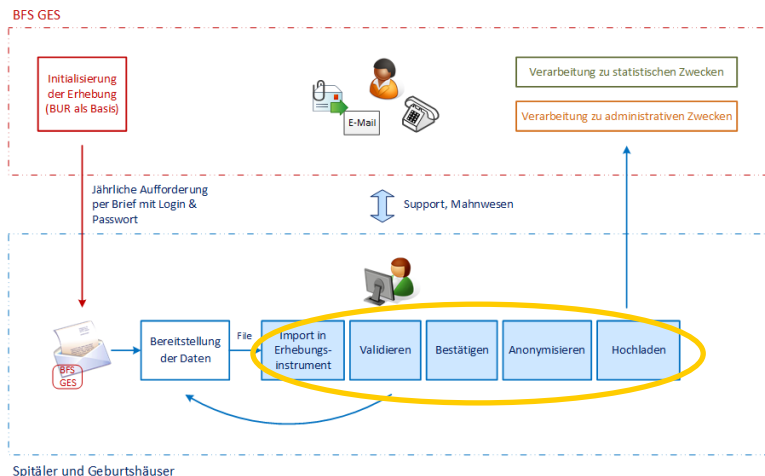 BFS GES
Initialisierung
der Erhebung
(BUR als Basis)
E-Mail
Verarbeitung zu statistischen Zwecken
Verarbeitung zu administrativen Zwecken
Jährliche Aufforderung
per Brief mit Login &
Passwort
Support, Mahnwesen
BFS
GES
Bereitstellung
der Daten
File
Import in
Erhebungs-
instrument
Validieren
Bestätigen
Anonymisieren
Hochladen
Spitäler und Geburtshäuser